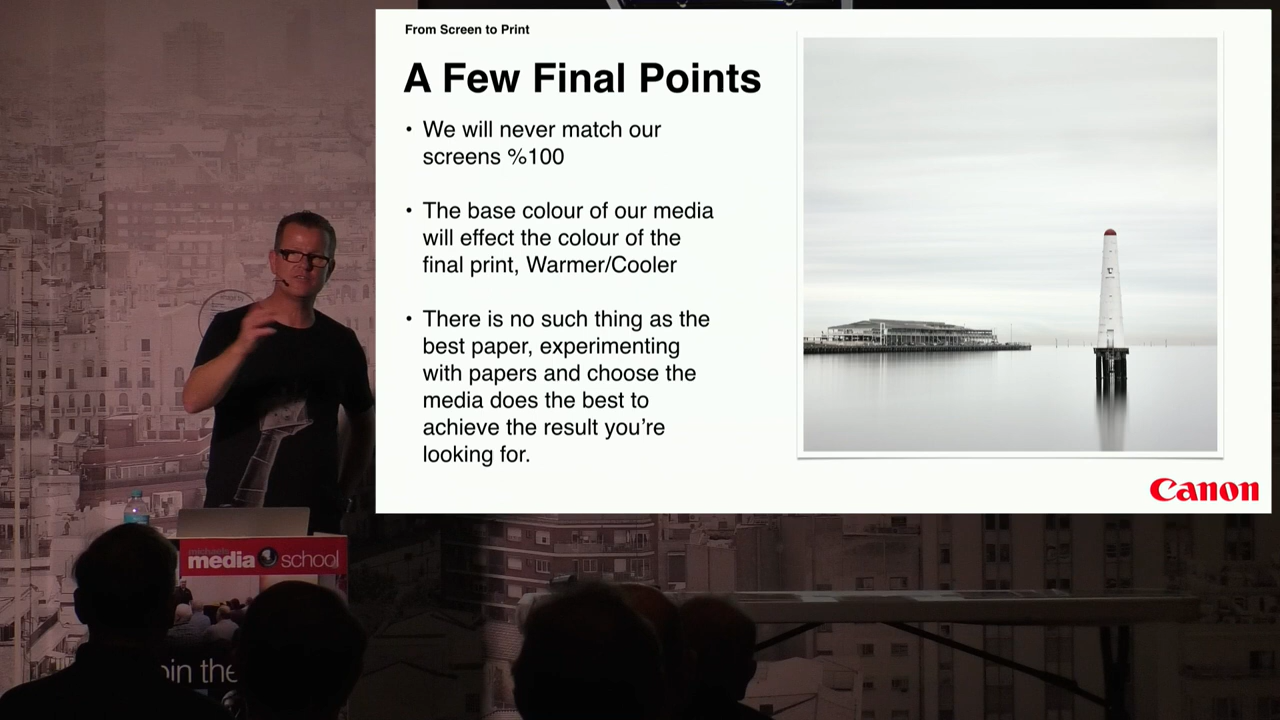 From Screen to Print
A Few Final Points
• We will never match our
screens %100
• The base colour of our media
will effect the colour of the
final print, Warmer/Cooler
• There is no such thing as the
best paper, experimenting
with papers and choose the
media does the best to
achieve the result you’re
looking for.
Canon
michaels
media school
oin the